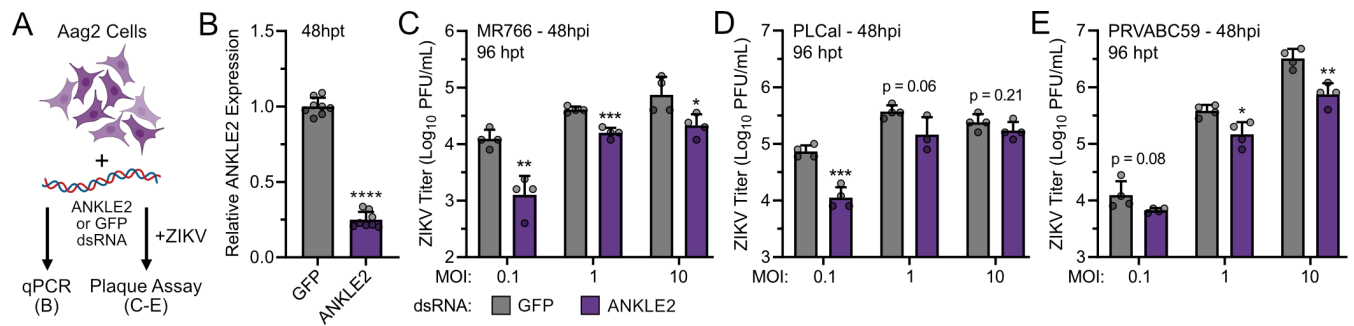 A
Aag2 Cells
+
ANKLE2
or GFP
dsRNA
+ZIKV
qPCR
(B)
Plaque Assay
(C-E)
B
48hpt
Relative ANKLE2 Expression
1.5
1.0
0.5
0.0
****
GFP
ANKLE2
C
MR766 - 48hpi
96 hpt
ZIKV Titer (Log10 PFU/mL)
6
5
4
3
2
**
***
*
MOI:
0.1
1
10
D
PLCal - 48hpi
96 hpt
ZIKV Titer (Log10 PFU/mL)
7
6
5
4
3
***
p = 0.06
p = 0.21
MOI:
0.1
1
10
E
PRVABC59 - 48hpi
96 hpt
ZIKV Titer (Log10 PFU/mL)
7
6
5
4
3
p = 0.08
*
**
MOI:
0.1
1
10
dsRNA:
GFP
ANKLE2